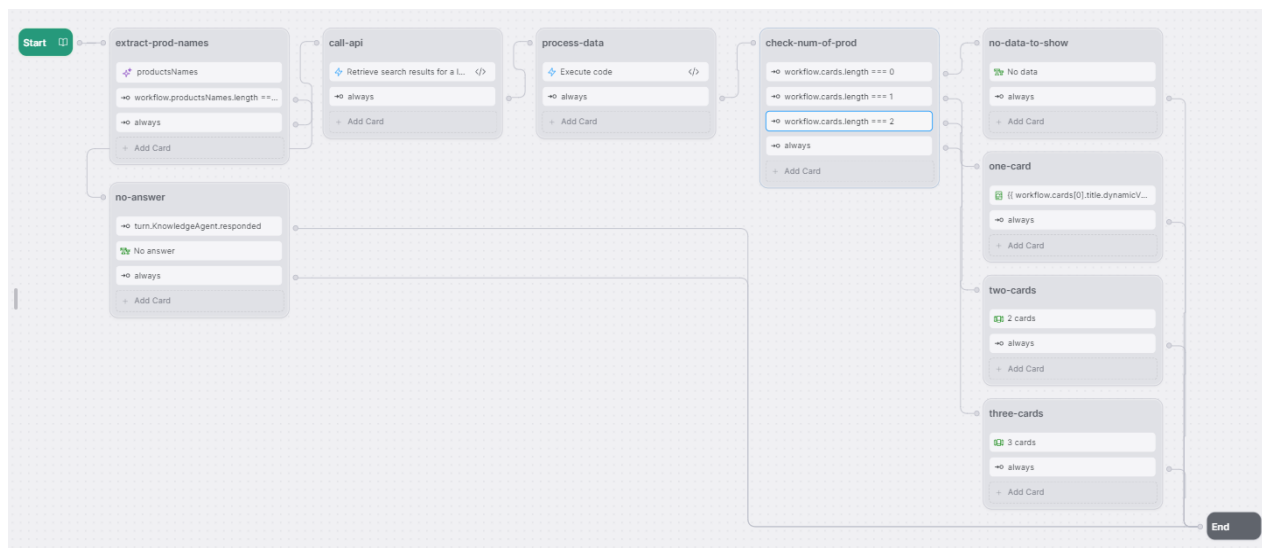 Start
extract-prod-names
productsNames
workflow.productsNames.length ==...
always
+ Add Card
no-answer
turn.KnowledgeAgent.responded
No answer
always
+ Add Card
call-api
Retrieve search results for a l... </>
always
+ Add Card
process-data
Execute code </>
always
+ Add Card
check-num-of-prod
workflow.cards.length === 0
workflow.cards.length === 1
workflow.cards.length === 2
always
+ Add Card
no-data-to-show
No data
always
+ Add Card
one-card
{{ workflow.cards[0].title.dynamicV...
always
+ Add Card
two-cards
2 cards
always
+ Add Card
three-cards
3 cards
always
+ Add Card
End